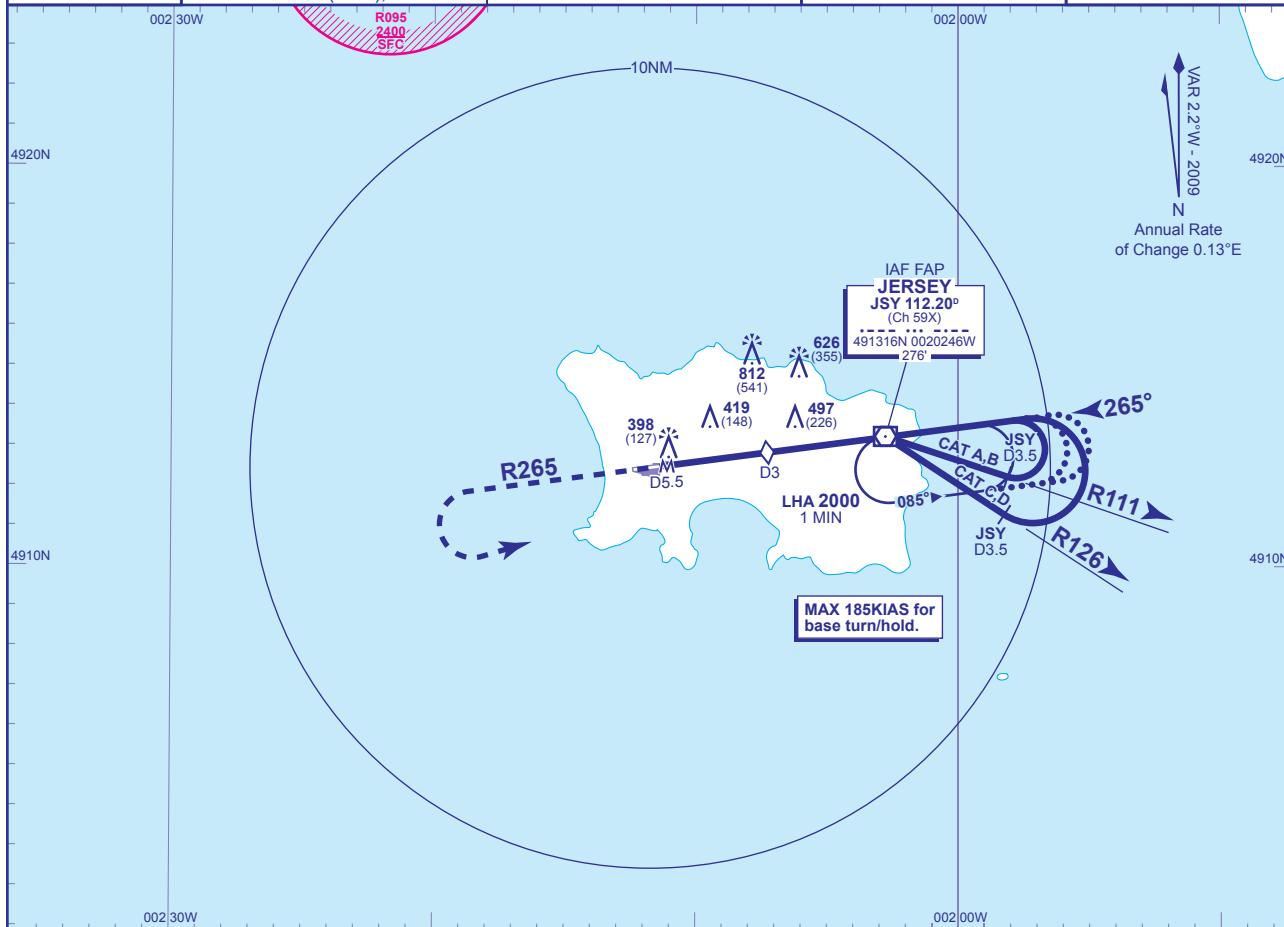 R095
2400
SFC
002 30W
002 00W
10NM
VAR 2.2°W - 2009
4920N
4920N
N
Annual Rate
of Change 0.13°E
IAF FAP
JERSEY
JSY 112.20ᴰ
(Ch 59X)
491316N 0020246W
276'
626
(355)
812
(541)
419
(148)
497
(226)
398
(127)
265°
JSY
D3.5
CAT A,B
CAT C,D
R265
D5.5
D3
LHA 2000
1 MIN
085°
R111
JSY
D3.5
R126
4910N
4910N
MAX 185KIAS for
base turn/hold.
002 30W
002 00W